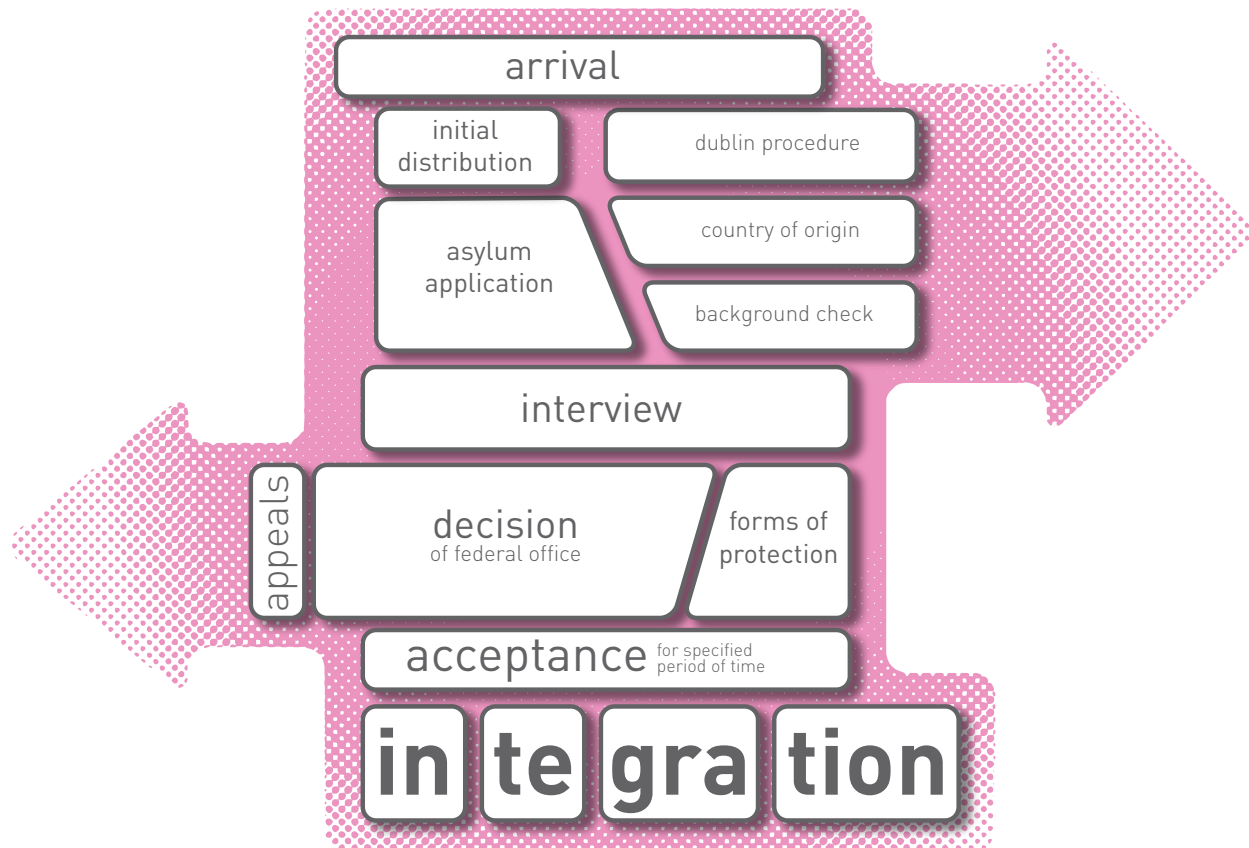 arrival
initial
distribution
dublin procedure
asylum
application
country of origin
background check
interview
appeals
decision
of federal office
forms of
protection
acceptance
for specified
period of time
in te gra tion